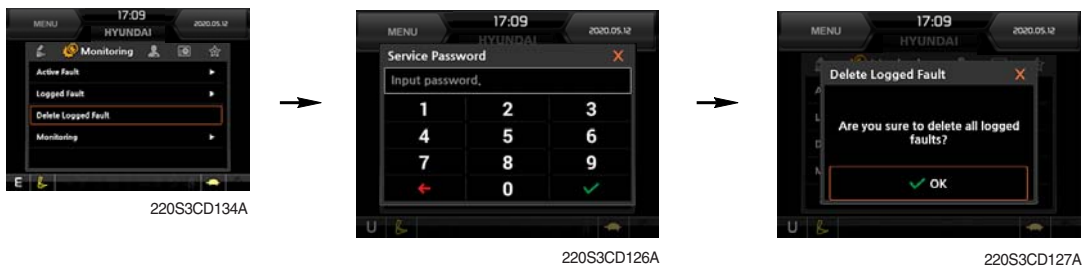 17:09
MENU
HYUNDAI
2020.05.12
Monitoring
Active Fault
Logged Fault
Delete Logged Fault
Monitoring
E
220S3CD134A
17:09
MENU
HYUNDAI
2020.05.12
Service Password X
Input password.
1 2 3
4 5 6
7 8 9
0
U
220S3CD126A
17:09
MENU
HYUNDAI
2020.05.12
Delete Logged Fault X
Are you sure to delete all logged
faults?
OK
U
220S3CD127A